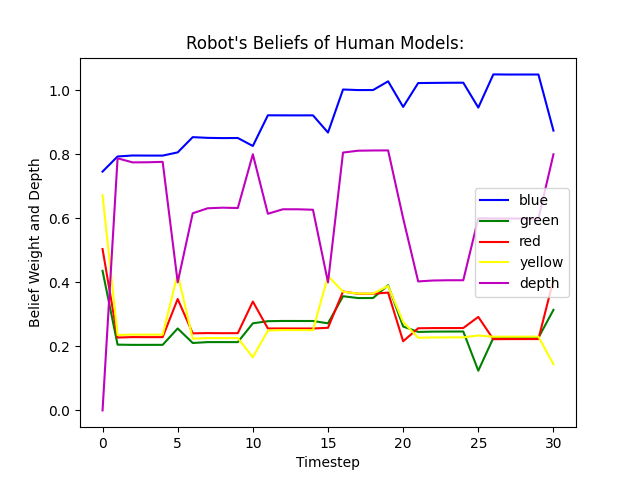 Robot's Beliefs of Human Models:
Belief Weight and Depth
1.0
0.8
0.6
0.4
0.2
0.0
blue
green
red
yellow
depth
0 5 10 15 20 25 30
Timestep